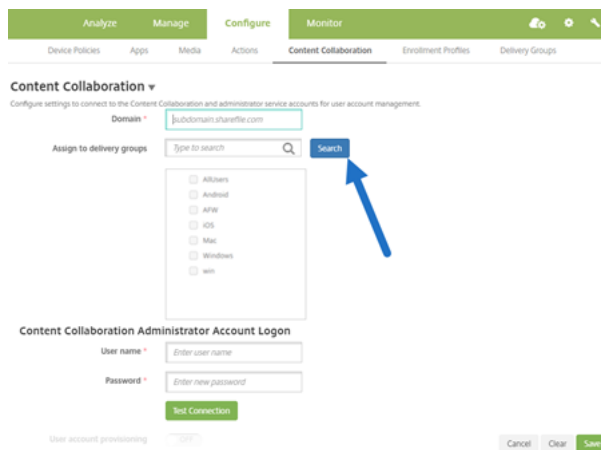 Analyze Manage Configure Monitor
Device Policies Apps Media Actions Content Collaboration Enrollment Profiles Delivery Groups
Content Collaboration
Configure settings to connect to the Content Collaboration and administrator service accounts for user account management.
Domain * subdomain.sharefile.com
Assign to delivery groups Type to search Search
AllUsers
Android
AFW
iOS
Mac
Windows
win
Content Collaboration Administrator Account Logon
User name * Enter user name
Password * Enter new password
Test Connection
User account provisioning OFF
Cancel Clear Save